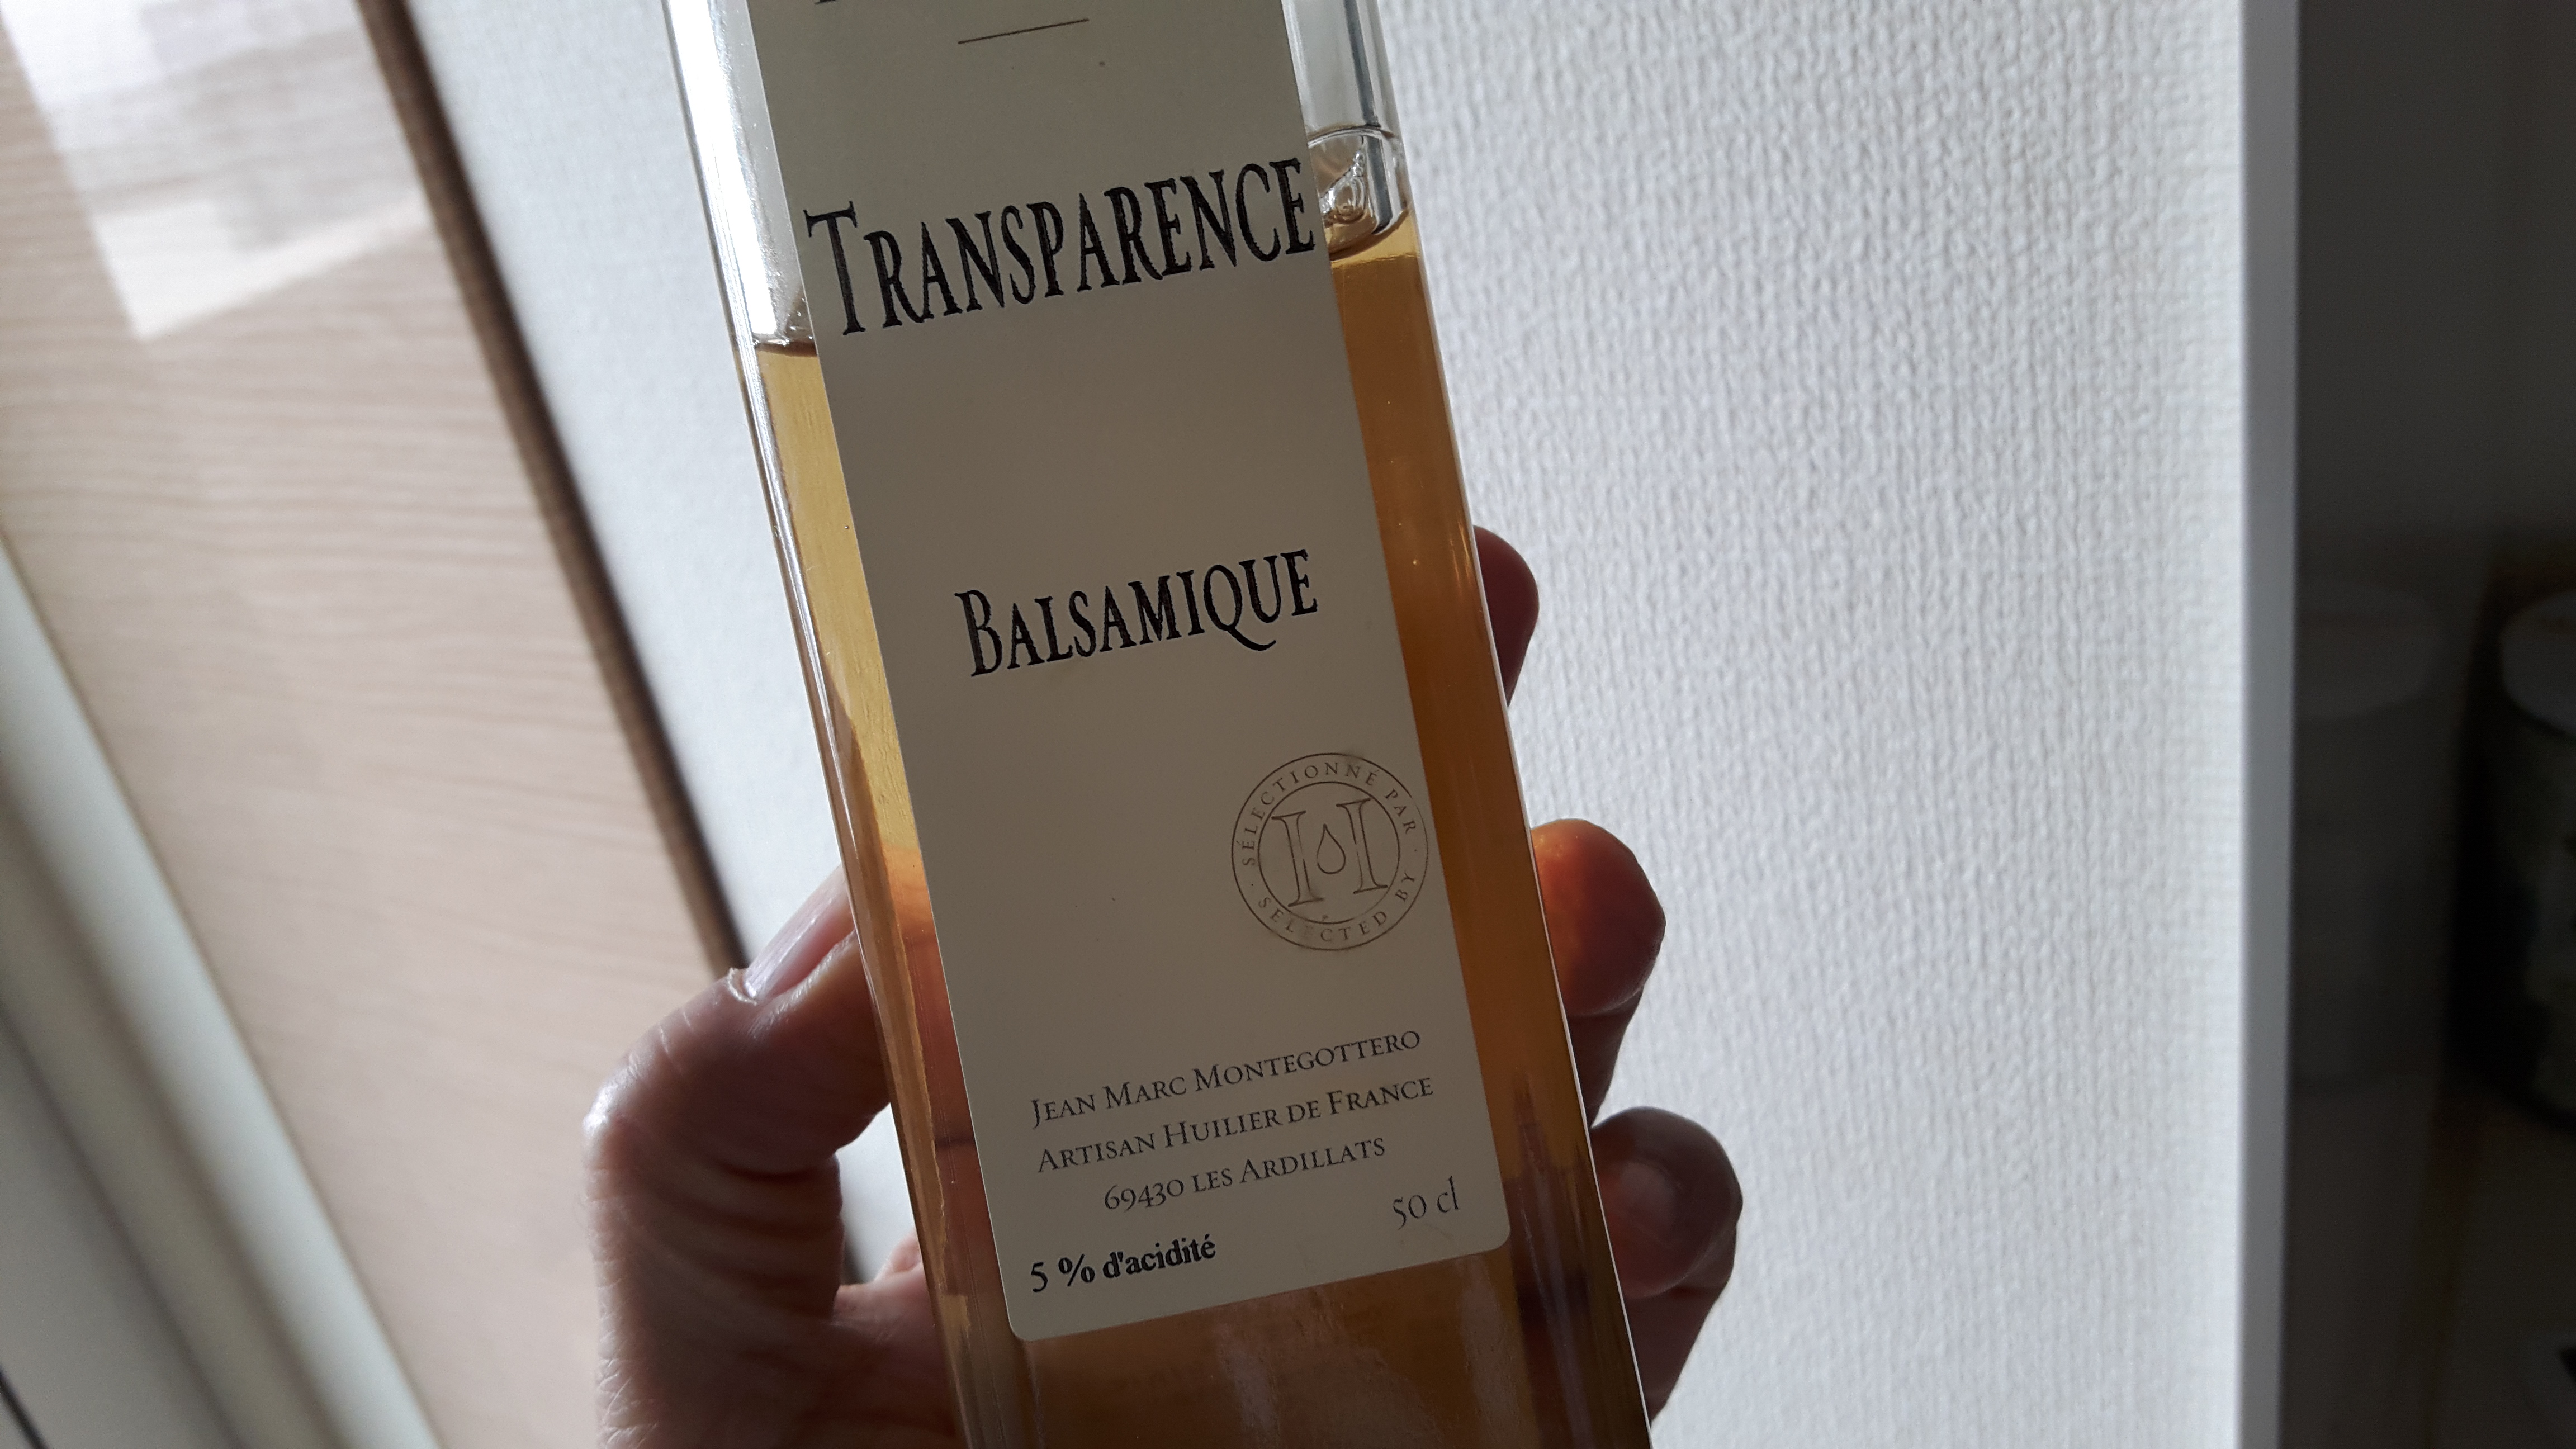 TRANSPARENCE
BALSAMIQUE
SÉLECTIONNÉ PAR
H
SELECTED BY
JEAN MARC MONTEGOTTERO
ARTISAN HUILIER DE FRANCE
69430 LES ARDILLATS
50 cl
5 % d'acidité